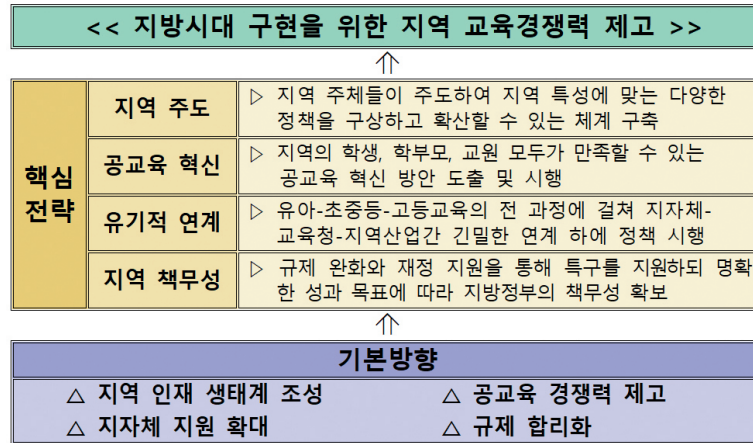 << 지방시대 구현을 위한 지역 교육경쟁력 제고 >>
⇑
핵심
전략
지역 주도
▷ 지역 주체들이 주도하여 지역 특성에 맞는 다양한
정책을 구상하고 확산할 수 있는 체계 구축
공교육 혁신
▷ 지역의 학생, 학부모, 교원 모두가 만족할 수 있는
공교육 혁신 방안 도출 및 시행
유기적 연계
▷ 유아-초중등-고등교육의 전 과정에 걸쳐 지자체-
교육청-지역산업간 긴밀한 연계 하에 정책 시행
지역 책무성
▷ 규제 완화와 재정 지원을 통해 특구를 지원하되 명확
한 성과 목표에 따라 지방정부의 책무성 확보
⇑
기본방향
△ 지역 인재 생태계 조성 △ 공교육 경쟁력 제고
△ 지자체 지원 확대 △ 규제 합리화